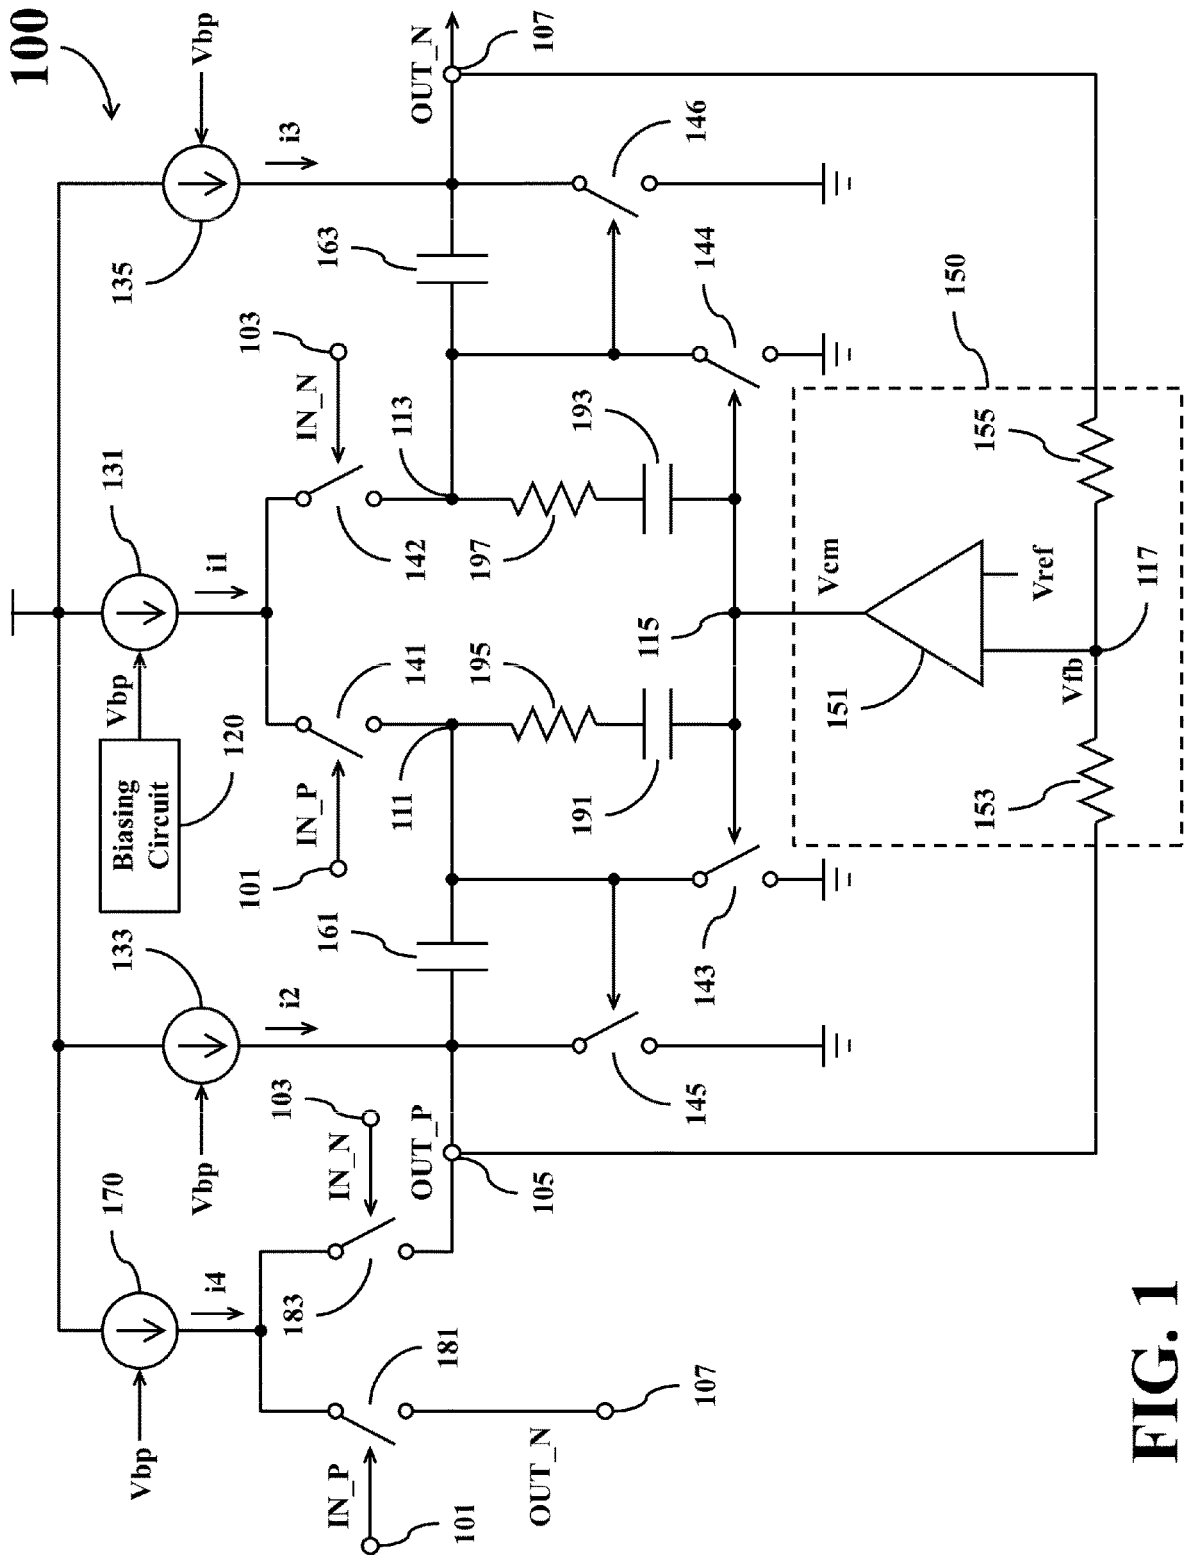 100
Vbp
135
i3
OUT_N
107
146
163
103
IN_N
144
150
131
i1
142
113
197
193
Vcm
155
Vref
117
Vbp
Biasing
Circuit
120
141
IN_P
101
111
195
191
115
151
Vfb
153
133
Vbp
i2
161
143
145
170
Vbp
i4
103
IN_N
183
OUT_P
105
181
IN_P
101
OUT_N
107
FIG. 1